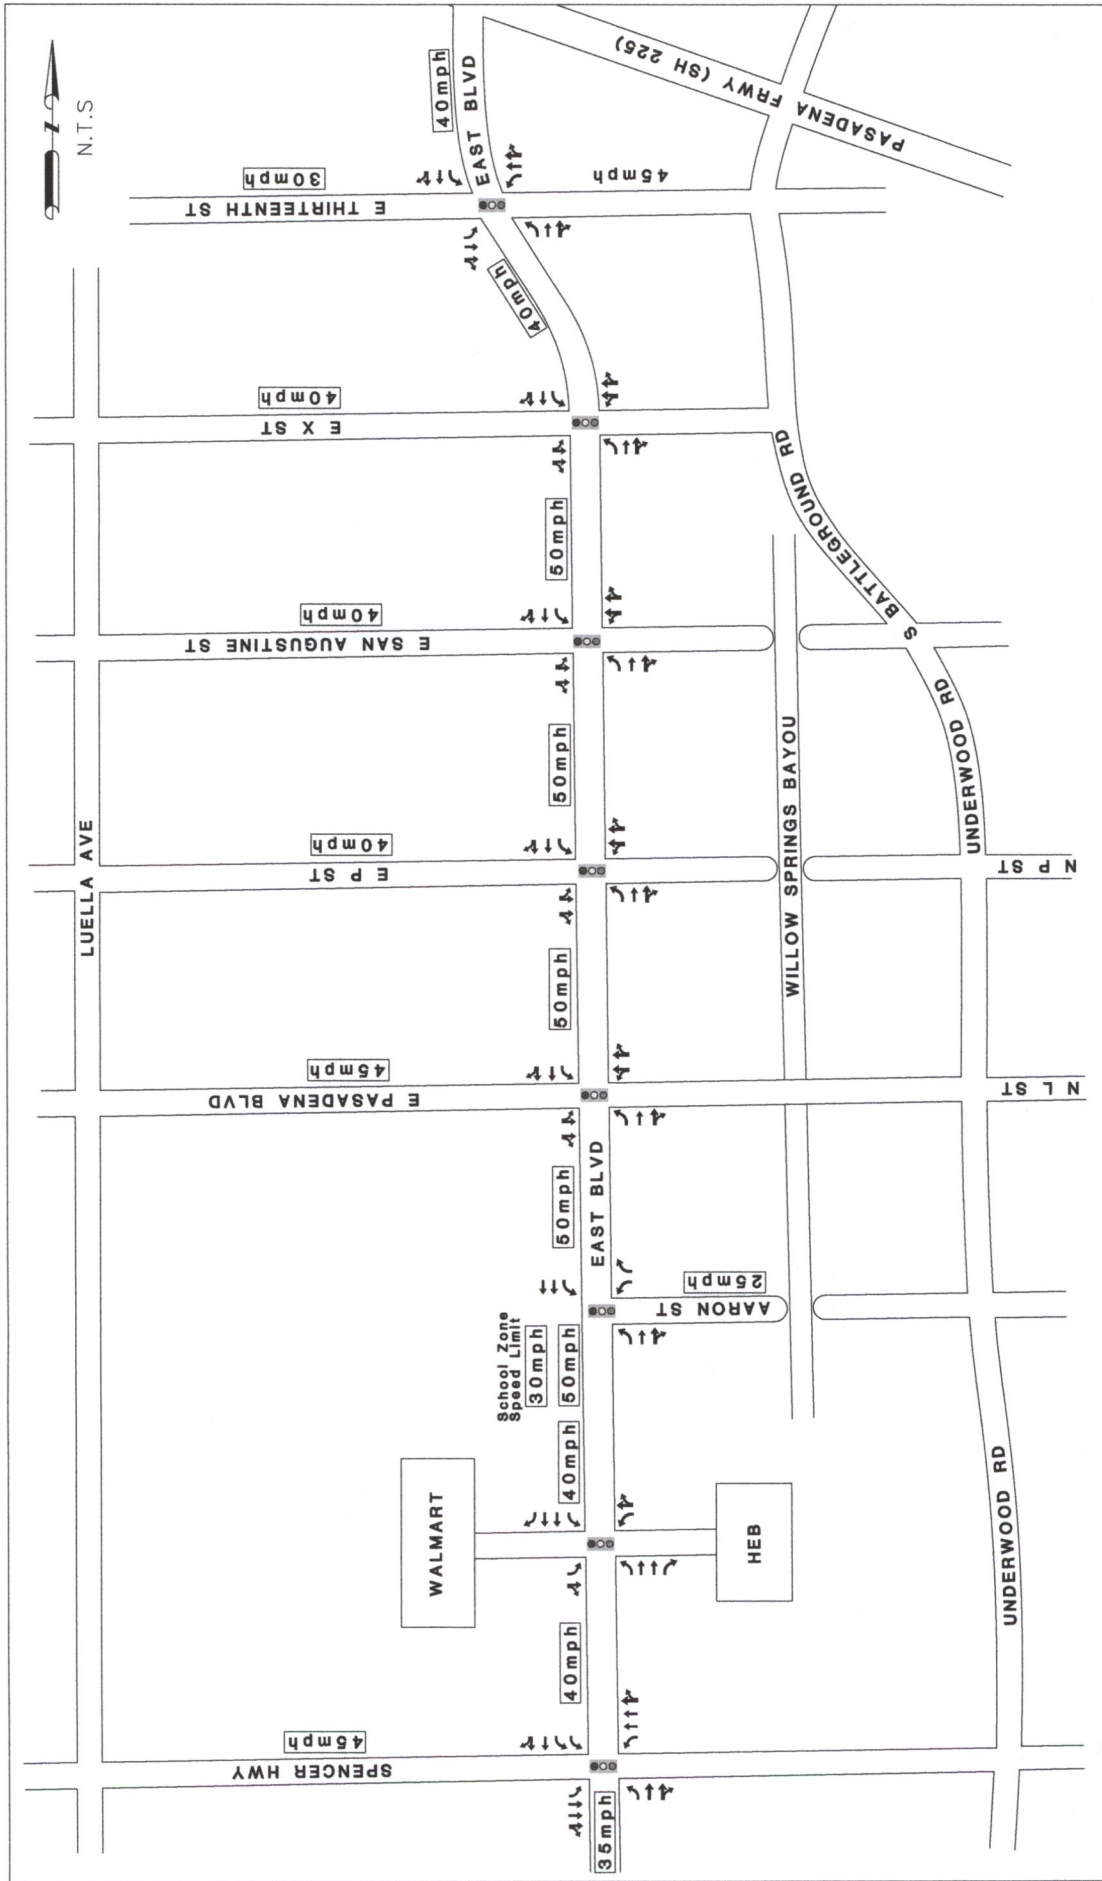 N.T.S
40mph
EAST BLVD
PASADENA FRWY (SH 225)
30mph
E THIRTEENTH ST
45mph
40mph
40mph
E X ST
50mph
S BATTLEGROUND RD
40mph
E SAN AUGUSTINE ST
50mph
UNDERWOOD RD
WILLOW SPRINGS BAYOU
LUELLA AVE
40mph
E P ST
N P ST
50mph
45mph
E PASADENA BLVD
N L ST
50mph
EAST BLVD
25mph
AARON ST
School Zone
Speed Limit
30mph
50mph
40mph
WALMART
HEB
UNDERWOOD RD
40mph
45mph
SPENCER HWY
35mph